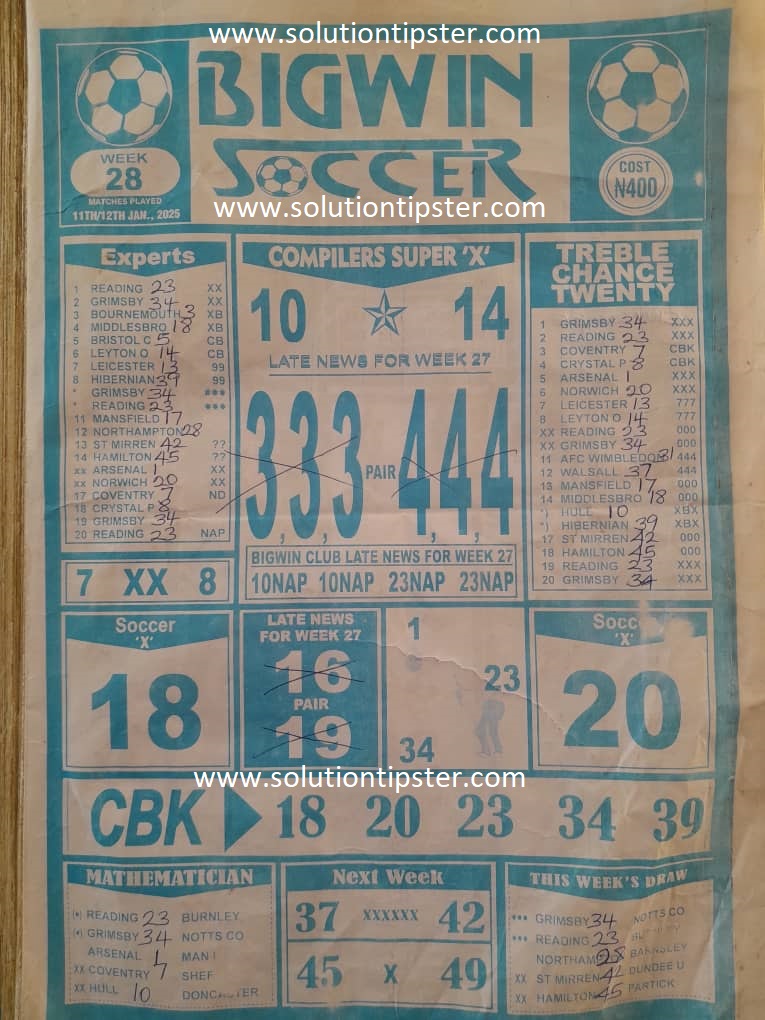 www.solutiontipster.com
BIGWIN
SOCCER
WEEK
28
MATCHES PLAYED
11TH/12TH JAN., 2025
COST
₦400
www.solutiontipster.com
Experts
1 READING 23 XX
2 GRIMSBY 34 XX
3 BOURNEMOUTH 3 XB
4 MIDDLESBRO 18 XB
5 BRISTOL C 5 CB
6 LEYTON O 14 CB
7 LEICESTER 13 99
8 HIBERNIAN 39 99
* GRIMSBY 34 ***
* READING 23 ***
11 MANSFIELD 17
12 NORTHAMPTON 28
13 ST MIRREN 42 ??
14 HAMILTON 45 ??
xx ARSENAL 1 XX
xx NORWICH 20 XX
17 COVENTRY 7 ND
18 CRYSTAL P 8
19 GRIMSBY 34
20 READING 23 NAP
7 XX 8
COMPILERS SUPER 'X'
10 14
LATE NEWS FOR WEEK 27
3,3,3 PAIR 4,4,4
BIGWIN CLUB LATE NEWS FOR WEEK 27
10NAP 10NAP 23NAP 23NAP
TREBLE
CHANCE
TWENTY
1 GRIMSBY 34 XXX
2 READING 23 XXX
3 COVENTRY 7 CBK
4 CRYSTAL P 8 CBK
5 ARSENAL 1 XXX
6 NORWICH 20 XXX
7 LEICESTER 13 777
8 LEYTON O 14 777
XX READING 23 000
XX GRIMSBY 34 000
11 AFC WIMBLEDON 31 444
12 WALSALL 37 444
13 MANSFIELD 17 000
14 MIDDLESBRO 18 000
*) HULL 10 XBX
*) HIBERNIAN 39 XBX
17 ST MIRREN 42 000
18 HAMILTON 45 000
19 READING 23 XXX
20 GRIMSBY 34 XXX
Soccer
'X'
18
LATE NEWS
FOR WEEK 27
16
PAIR
19
1
23
34
'X'
20
www.solutiontipster.com
CBK 18 20 23 34 39
MATHEMATICIAN
(•) READING 23 BURNLEY
(•) GRIMSBY 34 NOTTS CO
ARSENAL 1 MAN
XX COVENTRY 7 SHEF
XX HULL 10
Next Week
37 XXXXXX 42
45 X 49
THIS WEEK'S DRAW
*** GRIMSBY 34 NOTTS CO
*** READING 23
NORTHAM 28 BARNSLEY
XX ST MIRREN 42 DUNDEE U
XX HAMILTON 45 PARTICK